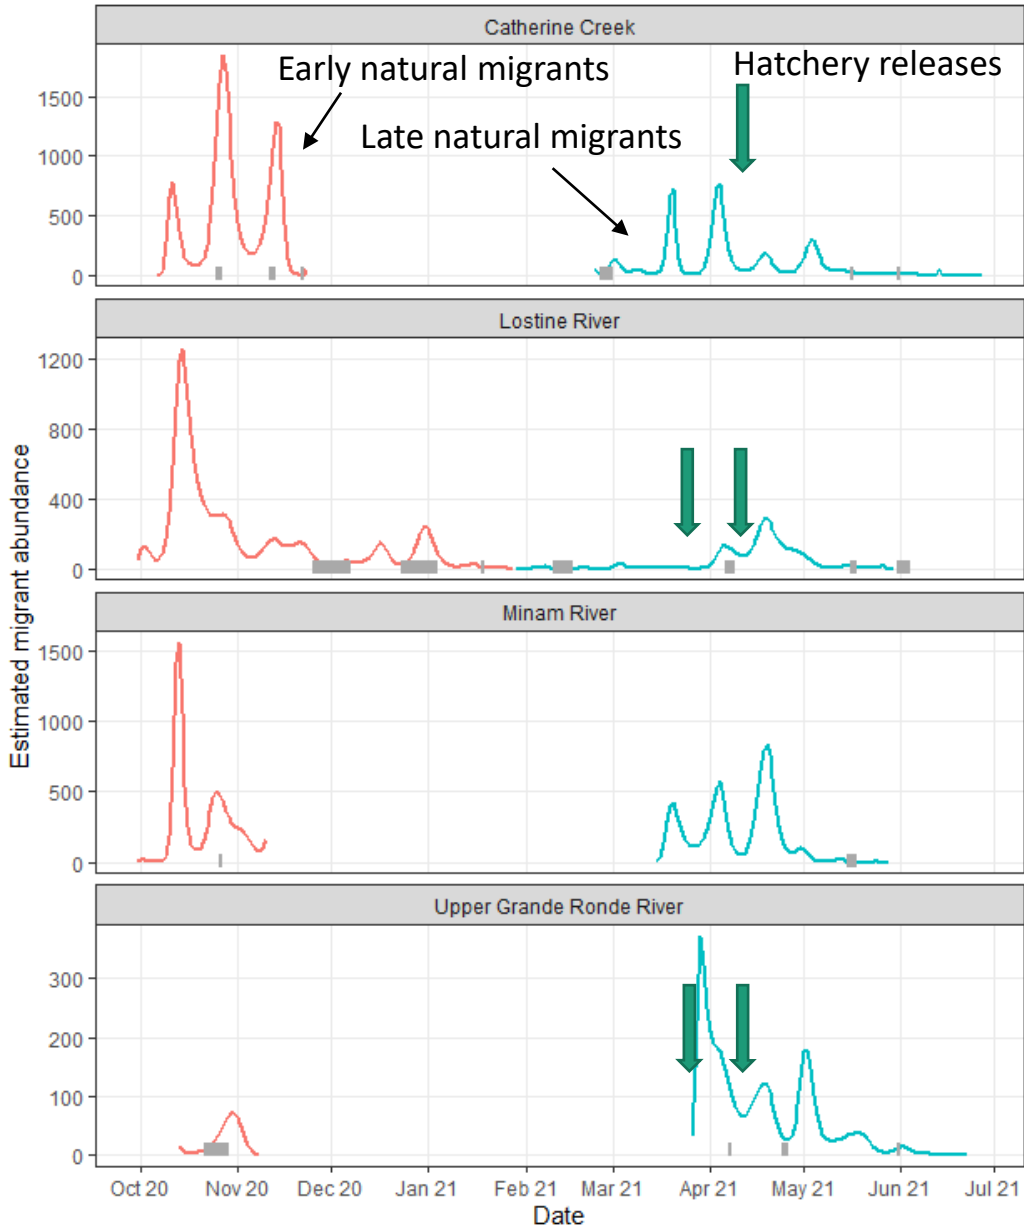 Catherine Creek
Early natural migrants
Hatchery releases
Late natural migrants
1500
1000
500
0
Lostine River
1200
800
400
0
Minam River
1500
1000
500
0
Upper Grande Ronde River
300
200
100
0
Estimated migrant abundance
Oct 20 Nov 20 Dec 20 Jan 21 Feb 21 Mar 21 Apr 21 May 21 Jun 21 Jul 21
Date